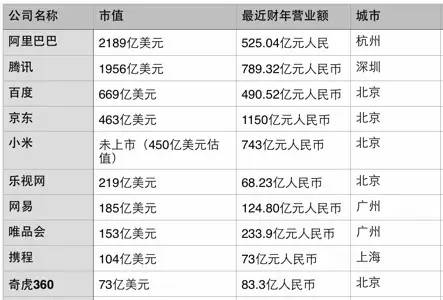 公司名称 市值 最近财年营业额 城市
阿里巴巴 2189亿美元 525.04亿元人民 杭州
腾讯 1956亿美元 789.32亿元人民币 深圳
百度 669亿美元 490.52亿元人民币 北京
京东 463亿美元 1150亿元人民币 北京
小米 未上市（450亿美元估值） 743亿元人民币 北京
乐视网 219亿美元 68.23亿人民币 北京
网易 185亿美元 124.80亿元人民币 广州
唯品会 153亿美元 233.9亿元人民币 广州
携程 104亿美元 73亿元人民币 上海
奇虎360 73亿美元 83.3亿人民币 北京